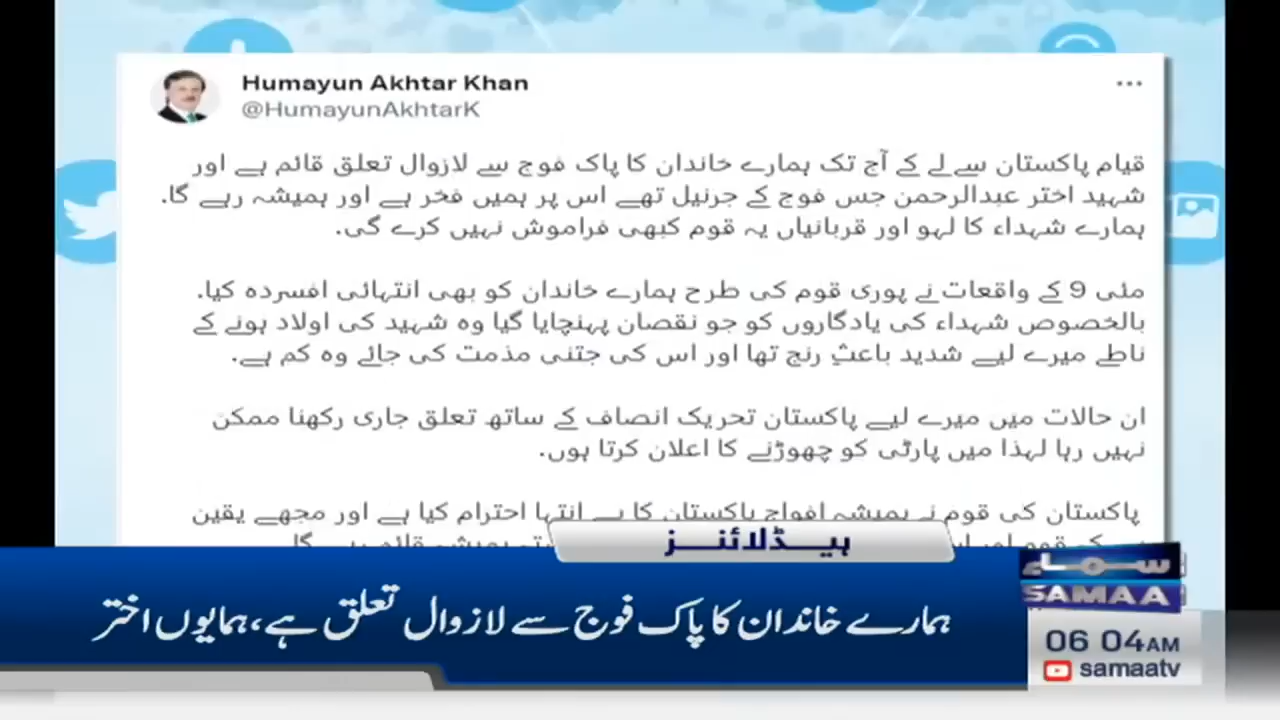 Humayun Akhtar Khan
@HumayunAkhtarK
قیام پاکستان سے لے کے آج تک ہمارے خاندان کا پاک فوج سے لازوال تعلق قائم ہے اور
شہید اختر عبدالرحمن جس فوج کے جرنیل تھے اس پر ہمیں فخر ہے اور ہمیشہ رہے گا.
ہمارے شہداء کا لہو اور قربانیاں یہ قوم کبھی فراموش نہیں کرے گی.
مئی 9 کے واقعات نے پوری قوم کی طرح ہمارے خاندان کو بھی انتہائی افسردہ کیا.
بالخصوص شہداء کی یادگاروں کو جو نقصان پہنچایا گیا وہ شہید کی اولاد ہونے کے
ناطے میرے لیے شدید باعثِ رنج تھا اور اس کی جتنی مذمت کی جائے وہ کم ہے.
ان حالات میں میرے لیے پاکستان تحریک انصاف کے ساتھ تعلق جاری رکھنا ممکن
نہیں رہا لہذا میں پارٹی کو چھوڑنے کا اعلان کرتا ہوں.
پاکستان کی قوم نے ہمیشہ افواج پاکستان کا بے انتہا احترام کیا ہے اور مجھے یقین
ہیڈلائنز
ہمارے خاندان کا پاک فوج سے لازوال تعلق ہے، ہمایوں اختر
سماء
SAMAA
06 04AM
samaatv